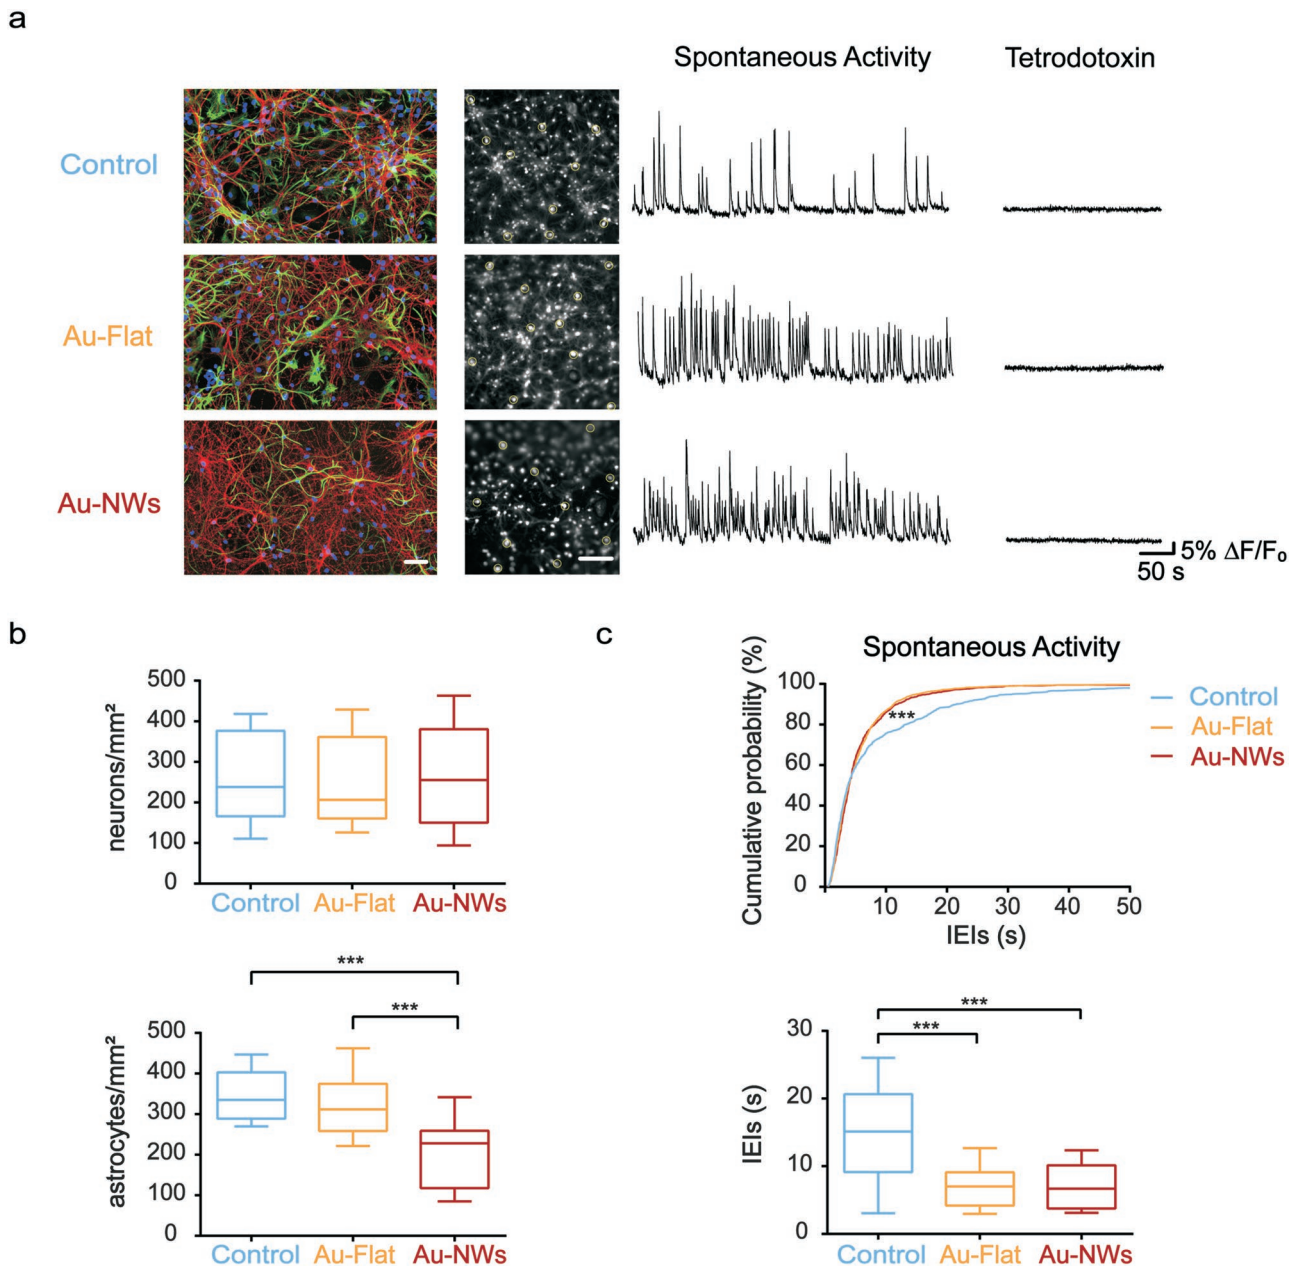 a
Spontaneous Activity
Tetrodotoxin
Control
Au-Flat
Au-NWs
5% ΔF/F₀
50 s
b
500
400
300
200
100
0
neurons/mm²
Control
Au-Flat
Au-NWs
***
***
500
400
300
200
100
0
astrocytes/mm²
Control
Au-Flat
Au-NWs
c
Spontaneous Activity
100
80
60
40
20
0
Cumulative probability (%)
***
10
20
30
40
50
IEIs (s)
Control
Au-Flat
Au-NWs
***
***
30
20
10
0
IEIs (s)
Control
Au-Flat
Au-NWs